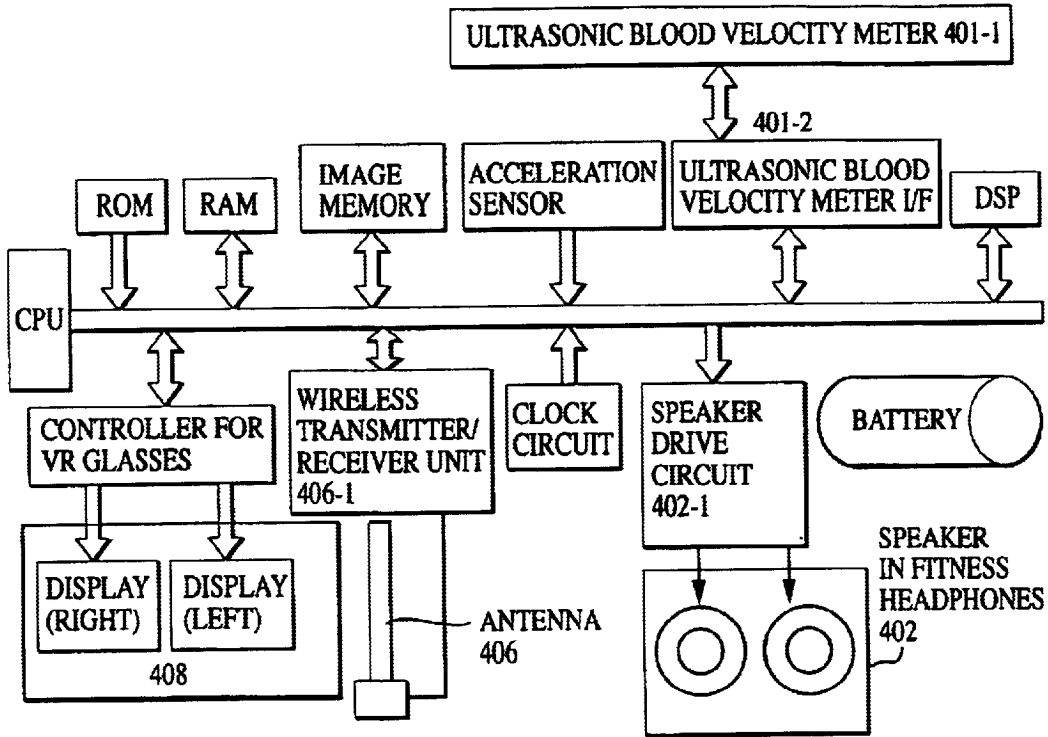 ULTRASONIC BLOOD VELOCITY METER 401-1
401-2
ROM
RAM
IMAGE
MEMORY
ACCELERATION
SENSOR
ULTRASONIC BLOOD
VELOCITY METER I/F
DSP
CPU
CONTROLLER FOR
VR GLASSES
WIRELESS
TRANSMITTER/
RECEIVER UNIT
406-1
CLOCK
CIRCUIT
SPEAKER
DRIVE
CIRCUIT
402-1
BATTERY
DISPLAY
(RIGHT)
DISPLAY
(LEFT)
408
ANTENNA
406
SPEAKER
IN FITNESS
HEADPHONES
402